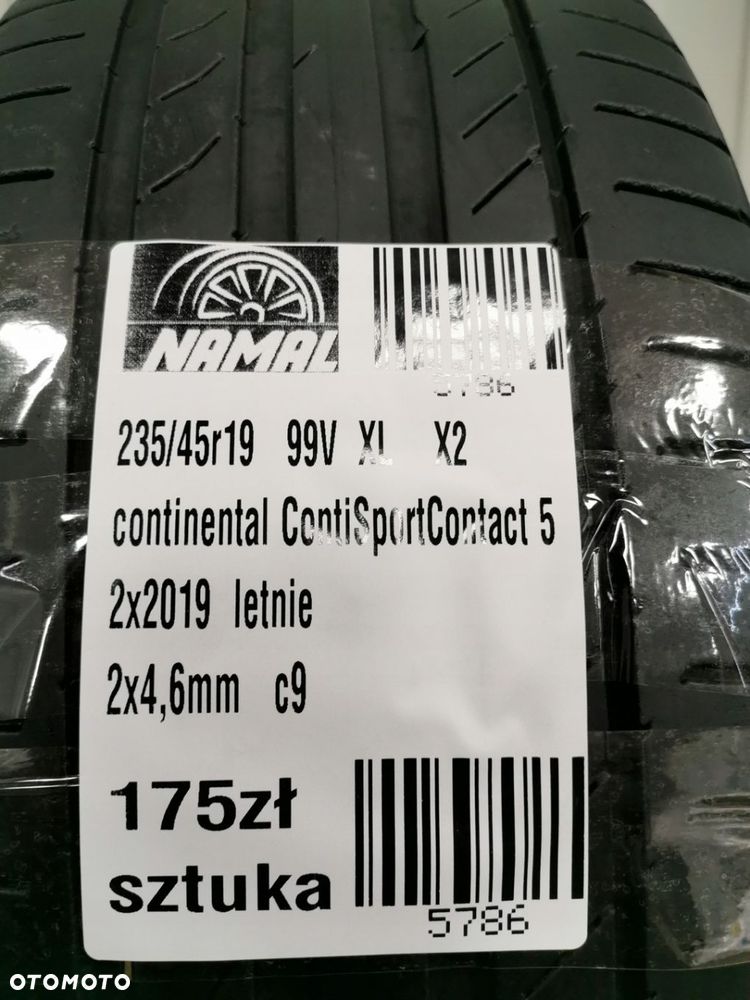 NAMAL
5786
235/45r19 99V XL X2
continental ContiSportContact 5
2x2019 letnie
2x4,6mm c9
175zł
sztuka
5786
OTOMOTO